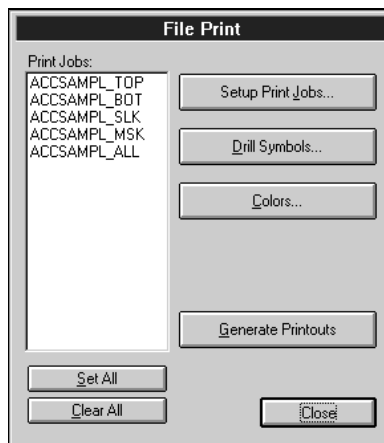 File Print
Print Jobs:
ACCSAMPL_TOP
ACCSAMPL_BOT
ACCSAMPL_SLK
ACCSAMPL_MSK
ACCSAMPL_ALL
Setup Print Jobs...
Drill Symbols...
Colors...
Generate Printouts
Set All
Clear All
Close